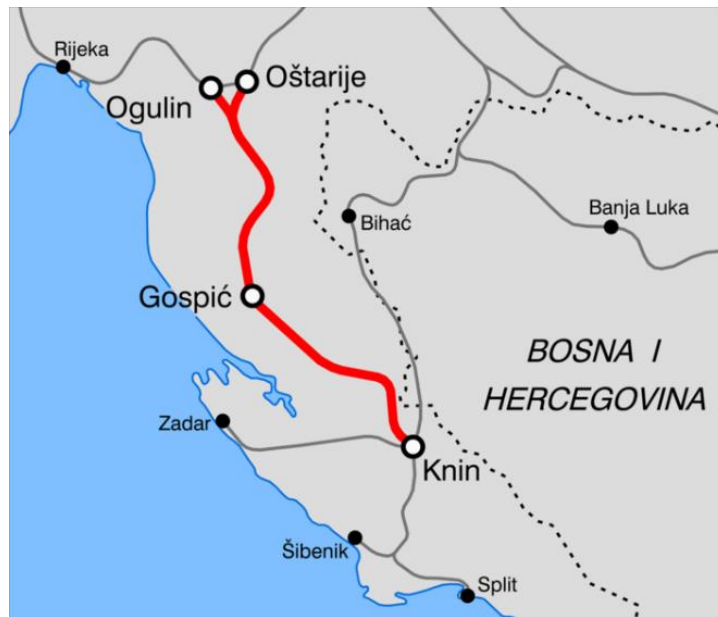 Rijeka
Oštarije
Ogulin
Bihać
Banja Luka
Gospić
BOSNA I
HERCEGOVINA
Zadar
Knin
Šibenik
Split